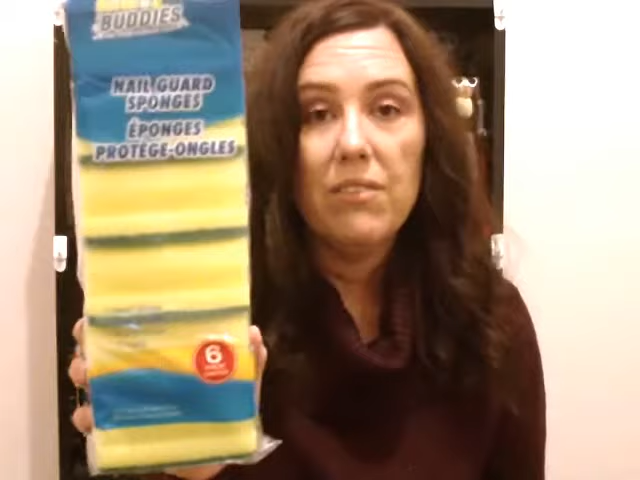 BUDDIES
NAIL GUARD
SPONGES
ÉPONGES
PROTÈGE-ONGLES
6